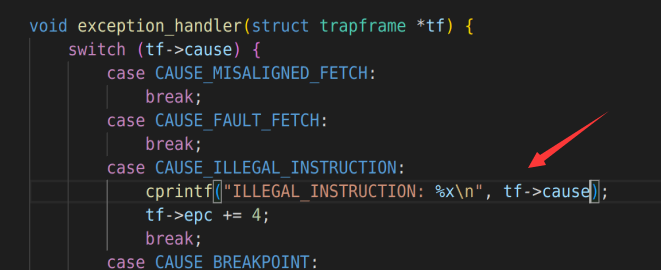 void exception_handler(struct trapframe *tf) {
switch (tf->cause) {
case CAUSE_MISALIGNED_FETCH:
break;
case CAUSE_FAULT_FETCH:
break;
case CAUSE_ILLEGAL_INSTRUCTION:
cprintf("ILLEGAL_INSTRUCTION: %x\n", tf->cause);
tf->epc += 4;
break;
case CAUSE_BREAKPOINT: